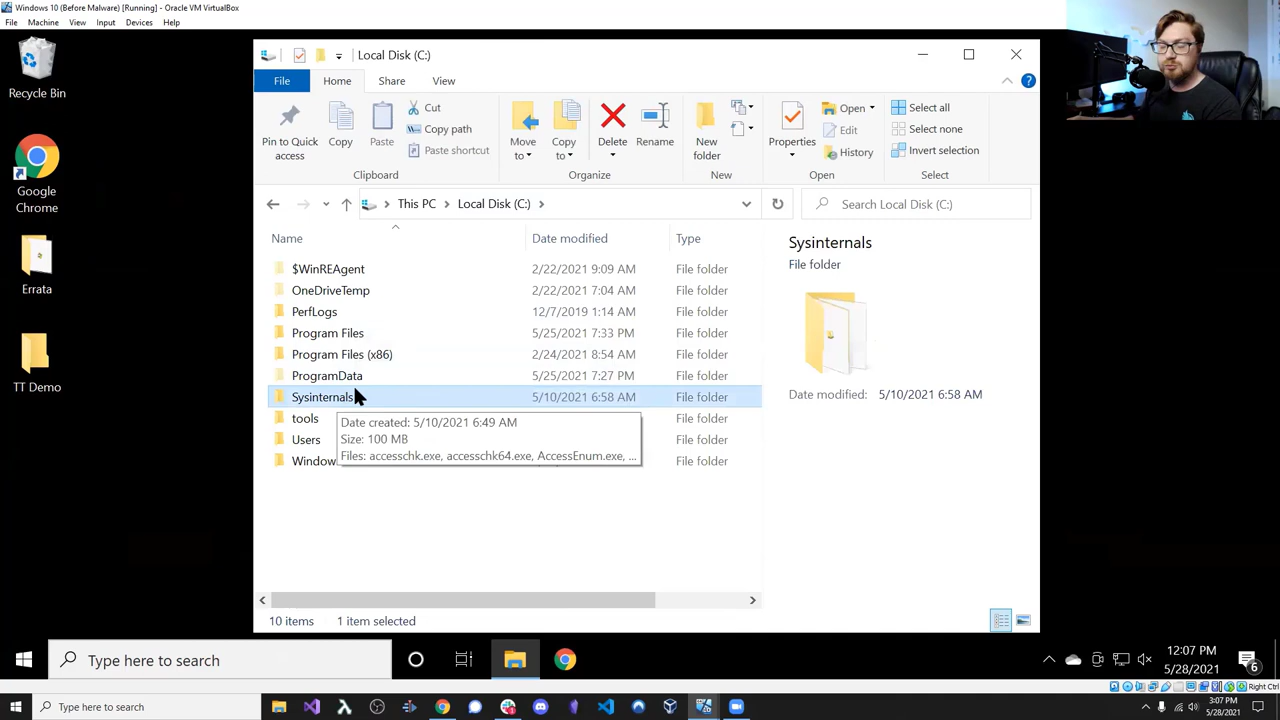 Windows 10 (Before Malware) [Running] - Oracle VM VirtualBox
File Machine View Input Devices Help
Recycle Bin
Google
Chrome
Errata
TT Demo
Local Disk (C:)
File Home Share View
Pin to Quick
access
Copy
Paste
Cut
Copy path
Paste shortcut
Clipboard
Move
to
Copy
to
Delete
Rename
Organize
New
folder
New
Properties
Open
Edit
History
Open
Select all
Select none
Invert selection
Select
This PC Local Disk (C:)
Search Local Disk (C:)
Name Date modified Type
$WinREAgent 2/22/2021 9:09 AM File folder
OneDriveTemp 2/22/2021 7:04 AM File folder
PerfLogs 12/7/2019 1:14 AM File folder
Program Files 5/25/2021 7:33 PM File folder
Program Files (x86) 2/24/2021 8:54 AM File folder
ProgramData 5/25/2021 7:27 PM File folder
Sysinternals 5/10/2021 6:58 AM File folder
tools File folder
Users File folder
Window File folder
Date created: 5/10/2021 6:49 AM
Size: 100 MB
Files: accesschk.exe, accesschk64.exe, AccessEnum.exe, ...
Sysinternals
File folder
Date modified: 5/10/2021 6:58 AM
10 items 1 item selected
Type here to search
12:07 PM
5/28/2021
6
Right Ctrl
Type here to search
3:07 PM
5/28/2021